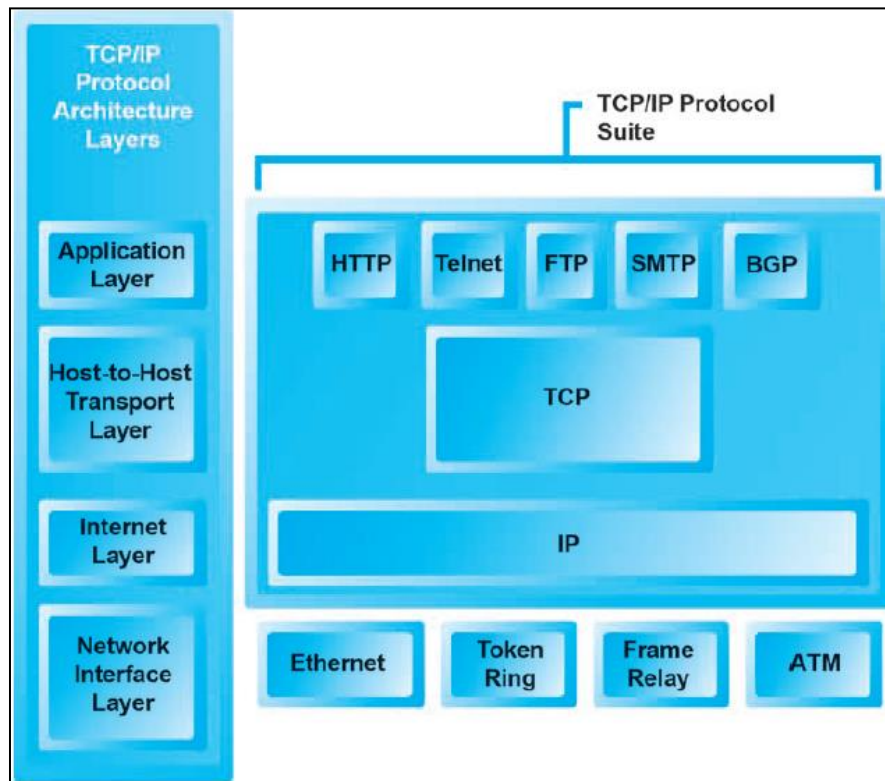 TCP/IP
Protocol
Architecture
Layers
TCP/IP Protocol
Suite
Application
Layer
HTTP
Telnet
FTP
SMTP
BGP
Host-to-Host
Transport
Layer
TCP
Internet
Layer
IP
Network
Interface
Layer
Ethernet
Token
Ring
Frame
Relay
ATM